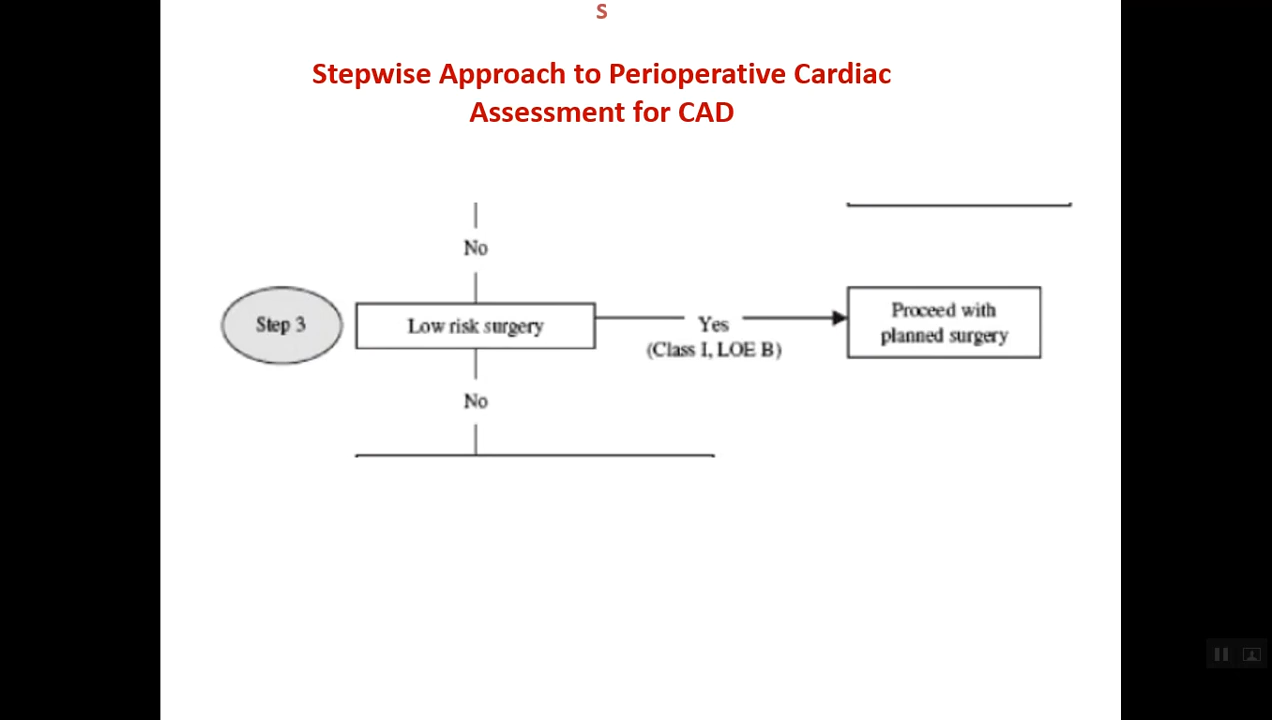 S
Stepwise Approach to Perioperative Cardiac
Assessment for CAD
No
Step 3
Low risk surgery
Yes
(Class I, LOE B)
Proceed with
planned surgery
No